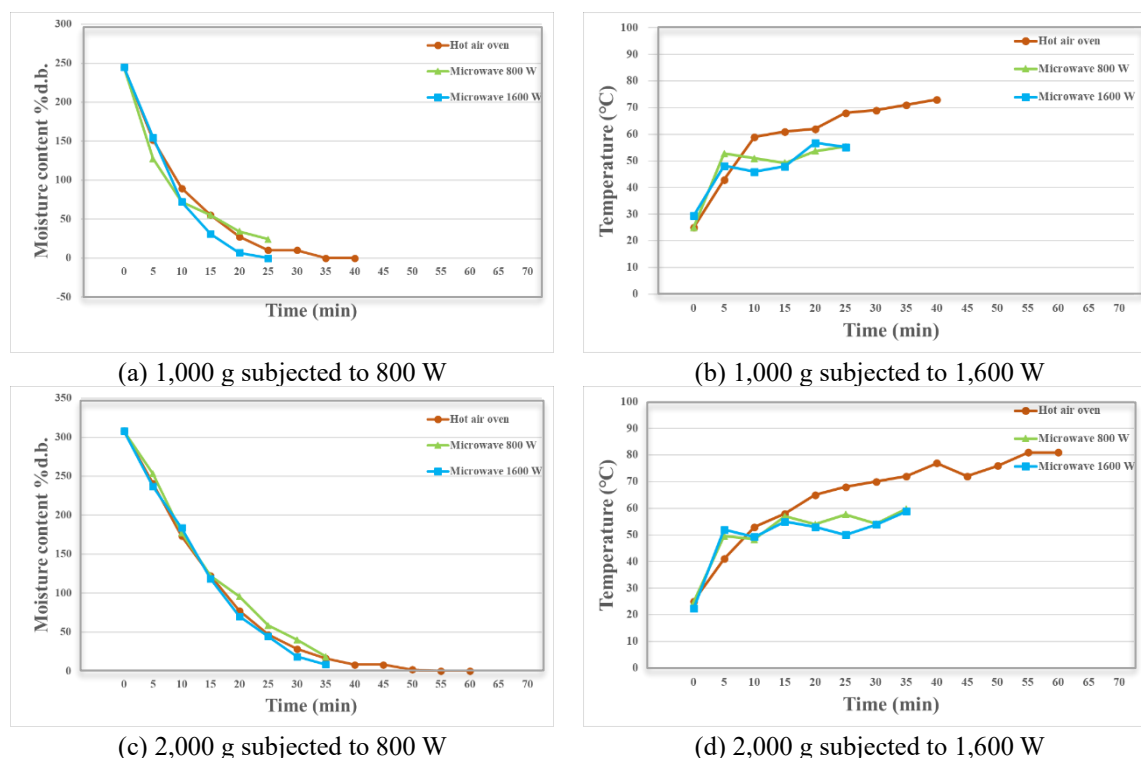 300
250
200
150
100
50
0
-50
Moisture content %d.b.
Hot air oven
Microwave 800 W
Microwave 1600 W
0 5 10 15 20 25 30 35 40 45 50 55 60 65 70
Time (min)
(a) 1,000 g subjected to 800 W
100
90
80
70
60
50
40
30
20
10
0
Temperature (°C)
Hot air oven
Microwave 800 W
Microwave 1600 W
0 5 10 15 20 25 30 35 40 45 50 55 60 65 70
Time (min)
(b) 1,000 g subjected to 1,600 W
350
300
250
200
150
100
50
0
Moisture content %d.b.
Hot air oven
Microwave 800 W
Microwave 1600 W
0 5 10 15 20 25 30 35 40 45 50 55 60 65 70
Time (min)
(c) 2,000 g subjected to 800 W
100
90
80
70
60
50
40
30
20
10
0
Temperature (°C)
Hot air oven
Microwave 800 W
Microwave 1600 W
0 5 10 15 20 25 30 35 40 45 50 55 60 65 70
Time (min)
(d) 2,000 g subjected to 1,600 W